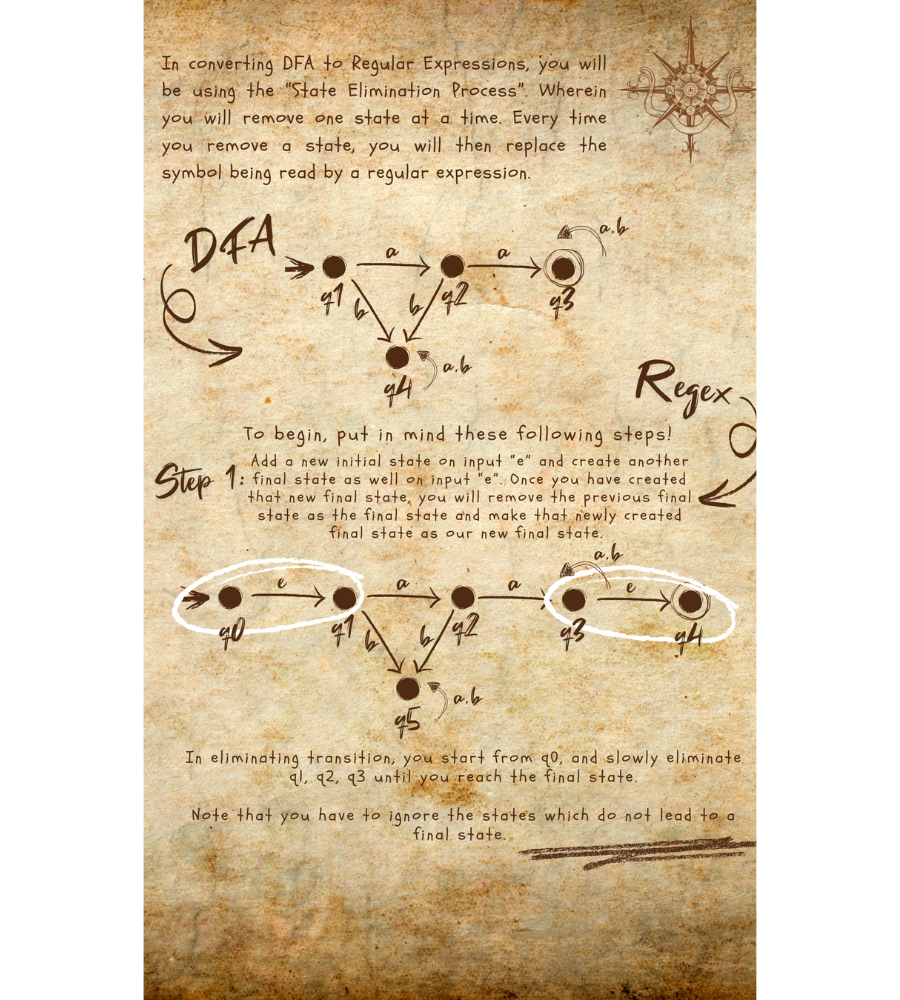 In converting DFA to Regular Expressions, you will
be using the "State Elimination Process". Wherein
you will remove one state at a time. Every time
you remove a state, you will then replace the
symbol being read by a regular expression.
DFA
a
a
a,b
q1
q2
q3
b
b
a,b
q4
Regex
To begin, put in mind these following steps!
Step 1:
Add a new initial state on input "e" and create another
final state as well on input "e". Once you have created
that new final state, you will remove the previous final
state as the final state and make that newly created
final state as our new final state.
a,b
e
a
a
e
q0
q1
q2
q3
q4
b
b
a,b
q5
In eliminating transition, you start from q0, and slowly eliminate
q1, q2, q3 until you reach the final state.
Note that you have to ignore the states which do not lead to a
final state.